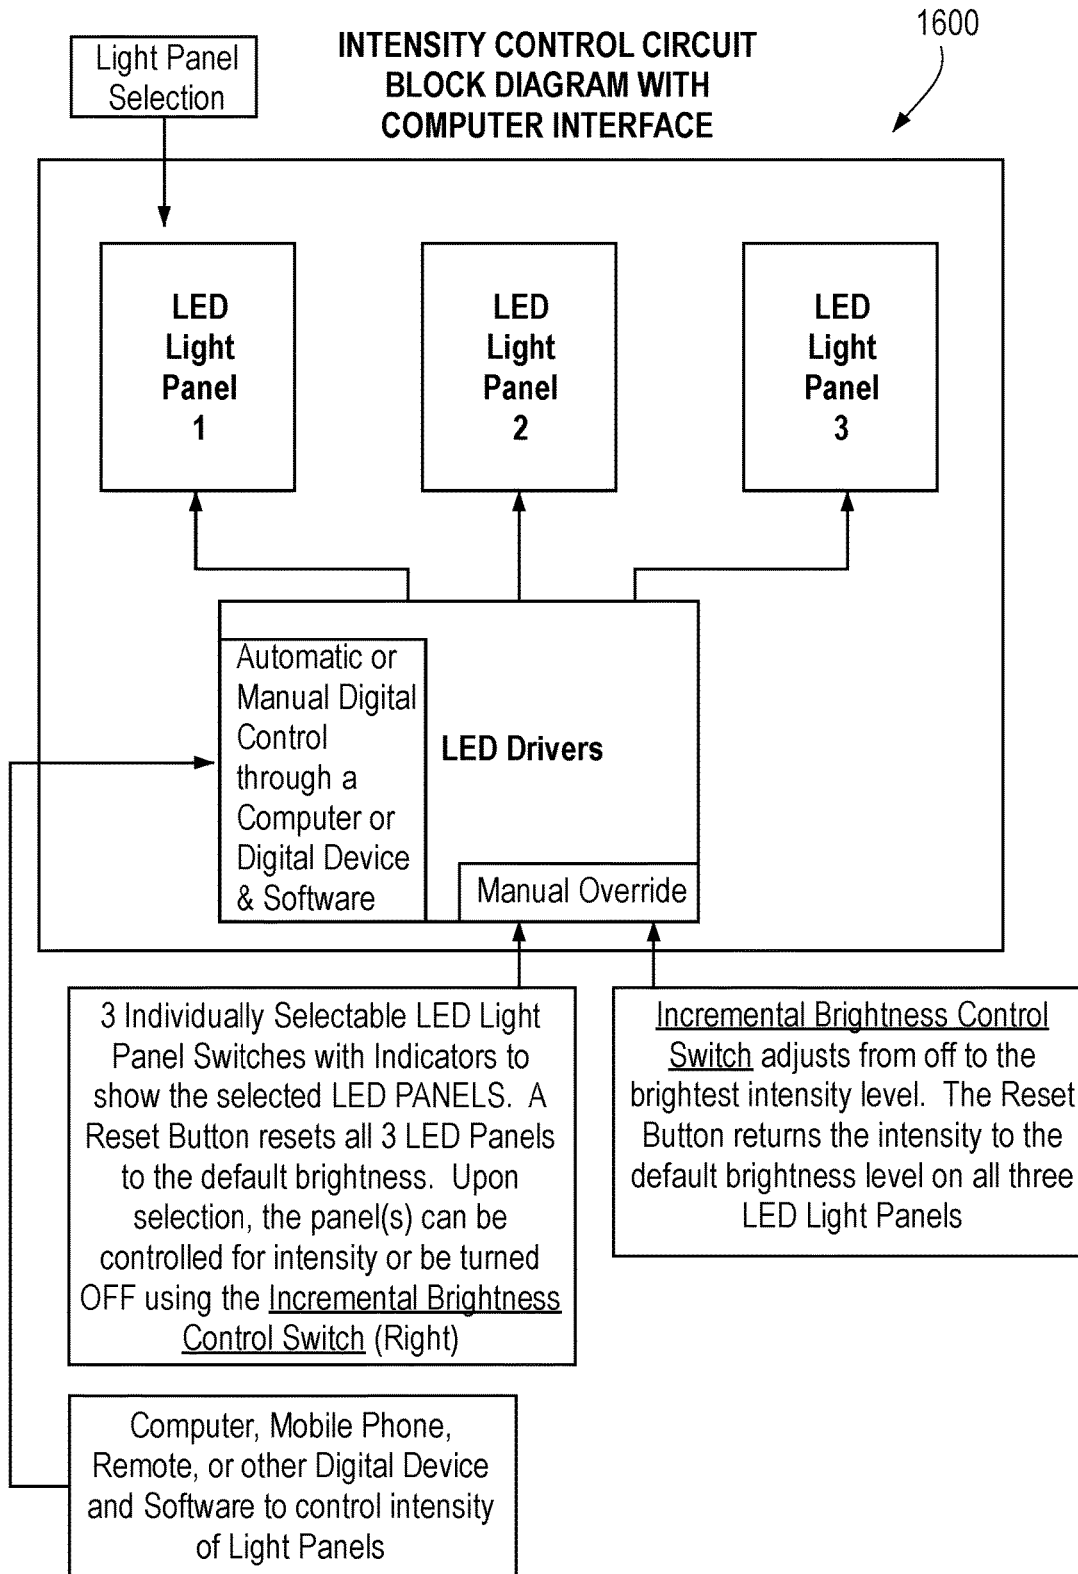 1600
INTENSITY CONTROL CIRCUIT
BLOCK DIAGRAM WITH
COMPUTER INTERFACE
Light Panel
Selection
LED
Light
Panel
1
LED
Light
Panel
2
LED
Light
Panel
3
Automatic or
Manual Digital
Control
through a
Computer or
Digital Device
& Software
LED Drivers
Manual Override
3 Individually Selectable LED Light
Panel Switches with Indicators to
show the selected LED PANELS. A
Reset Button resets all 3 LED Panels
to the default brightness. Upon
selection, the panel(s) can be
controlled for intensity or be turned
OFF using the Incremental Brightness
Control Switch (Right)
Incremental Brightness Control
Switch adjusts from off to the
brightest intensity level. The Reset
Button returns the intensity to the
default brightness level on all three
LED Light Panels
Computer, Mobile Phone,
Remote, or other Digital Device
and Software to control intensity
of Light Panels